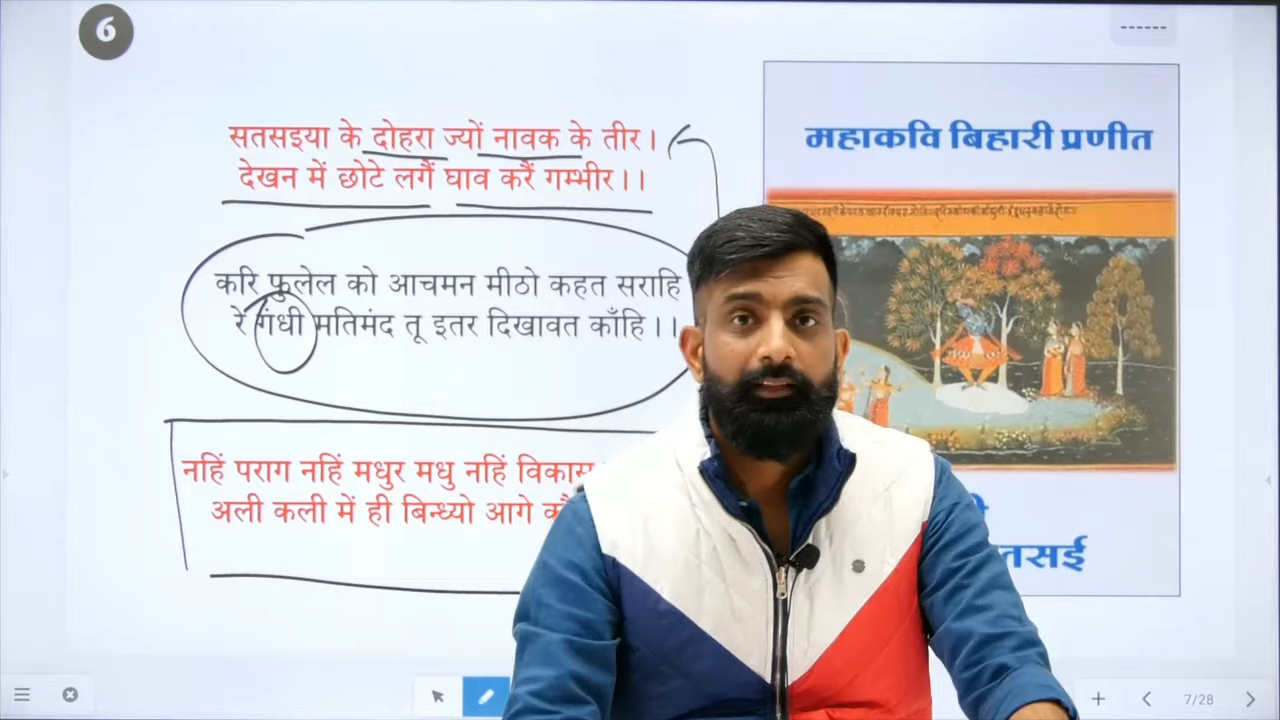 6
------
सतसइया के दोहरा ज्यों नावक के तीर।
देखन में छोटे लगैं घाव करैं गम्भीर।।
करि फुलेल को आचमन मीठो कहत सराहि
रे गंधी मतिमंद तू इतर दिखावत काँहि।।
नहिं पराग नहिं मधुर मधु नहिं विकास
अली कली में ही बिन्ध्यो आगे
महाकवि बिहारी प्रणीत
तसई
7/28